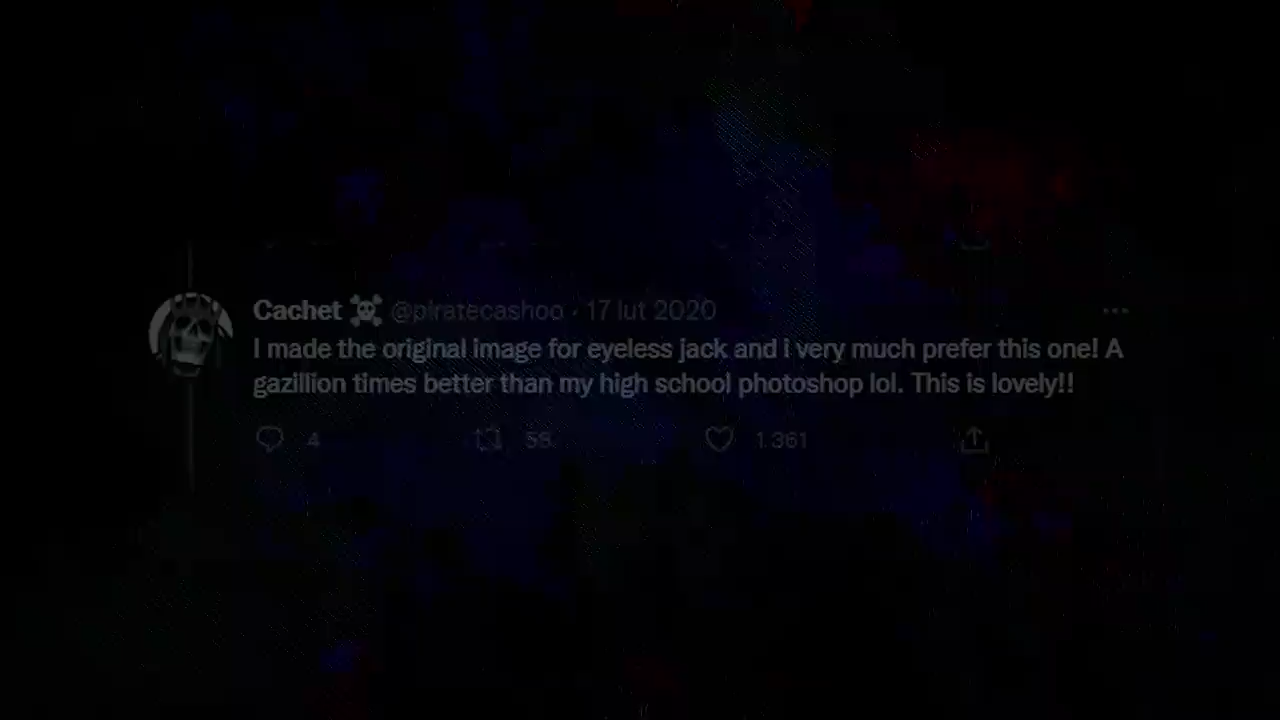 Cachet ☠️ @piratecashoo · 17 lut 2020
I made the original image for eyeless jack and I very much prefer this one! A
gazillion times better than my high school photoshop lol. This is lovely!!
4 58 1.361